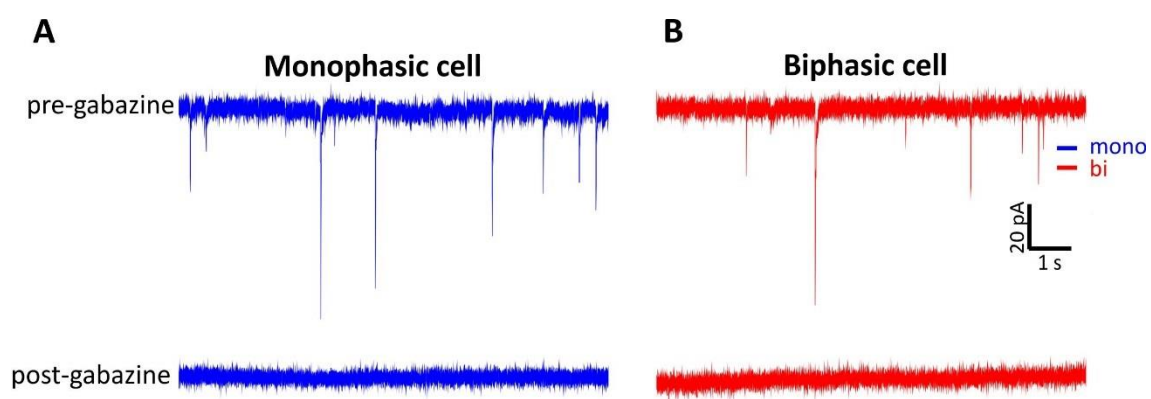 A
B
Monophasic cell
Biphasic cell
pre-gabazine
mono
bi
20 pA
1 s
post-gabazine